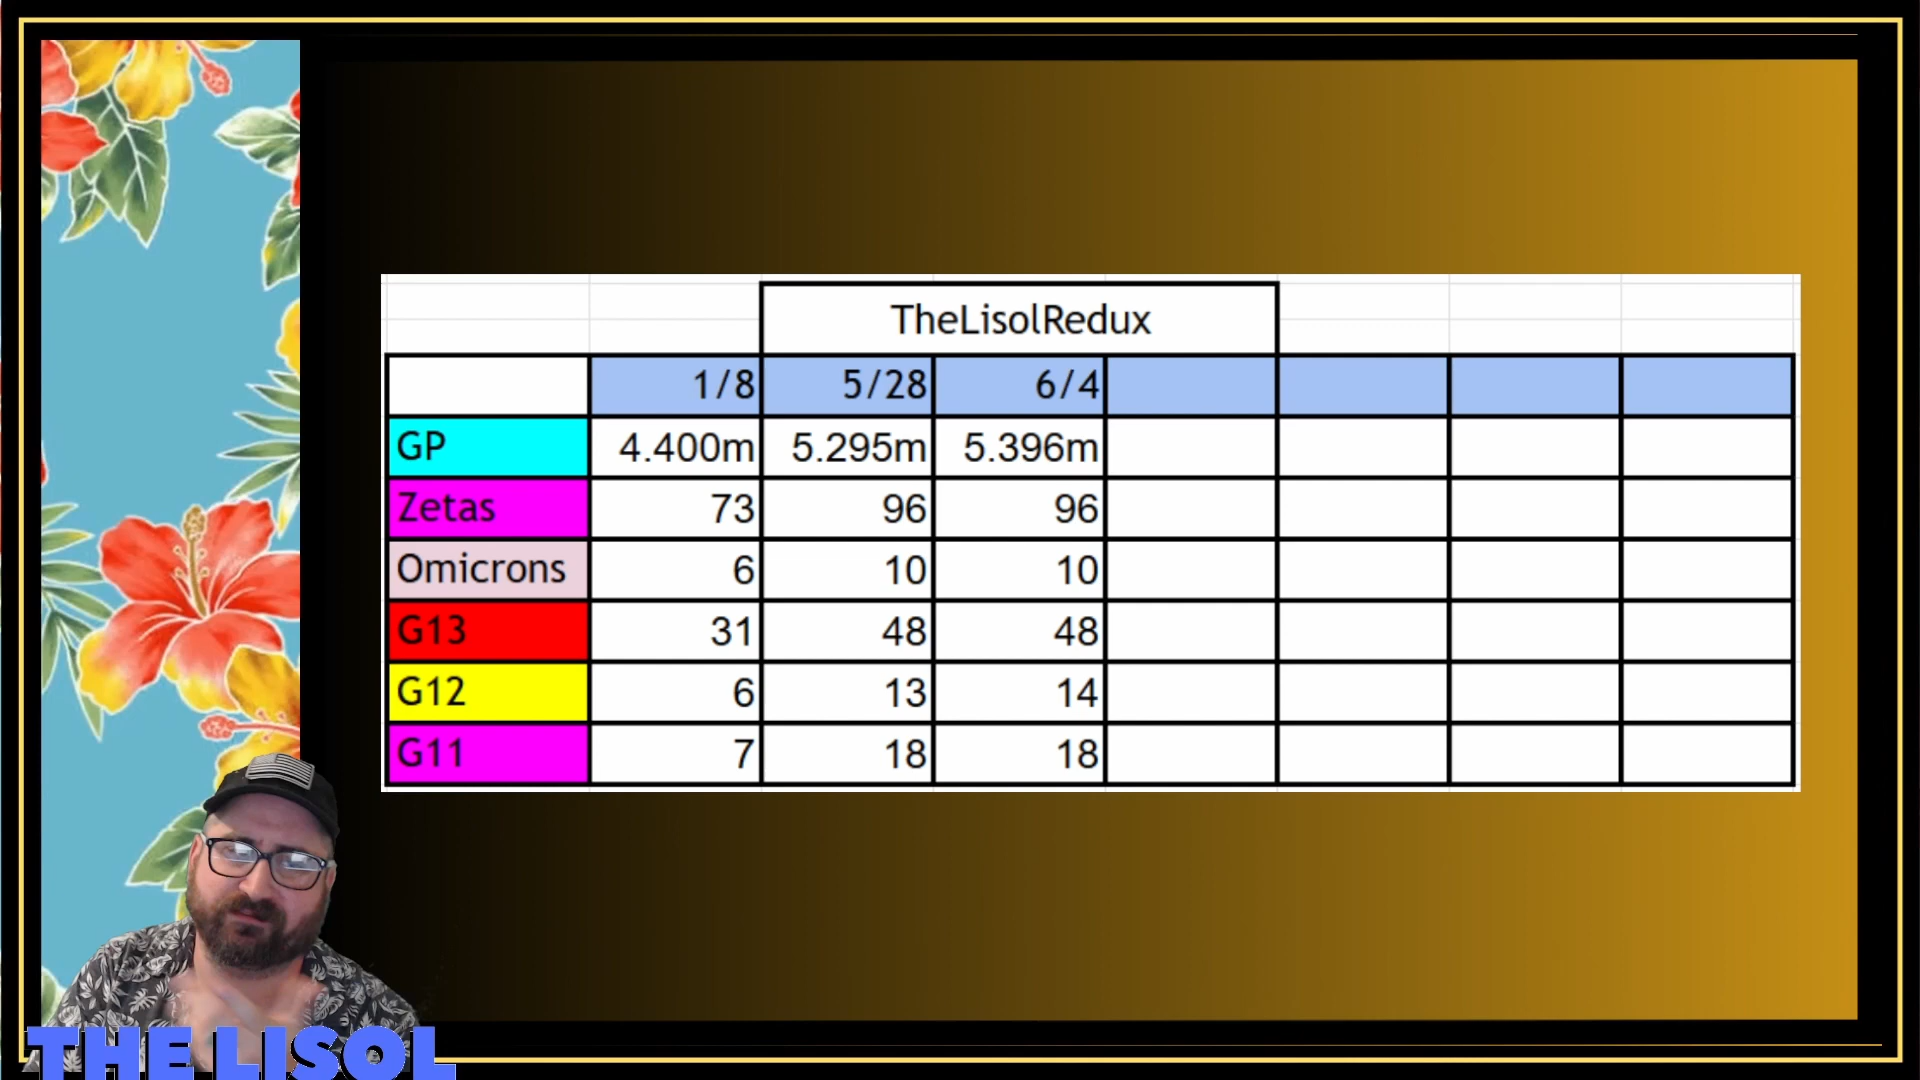 TheLisolRedux
1/8 5/28 6/4
GP 4.400m 5.295m 5.396m
Zetas 73 96 96
Omicrons 6 10 10
G13 31 48 48
G12 6 13 14
G11 7 18 18
THE LISOL